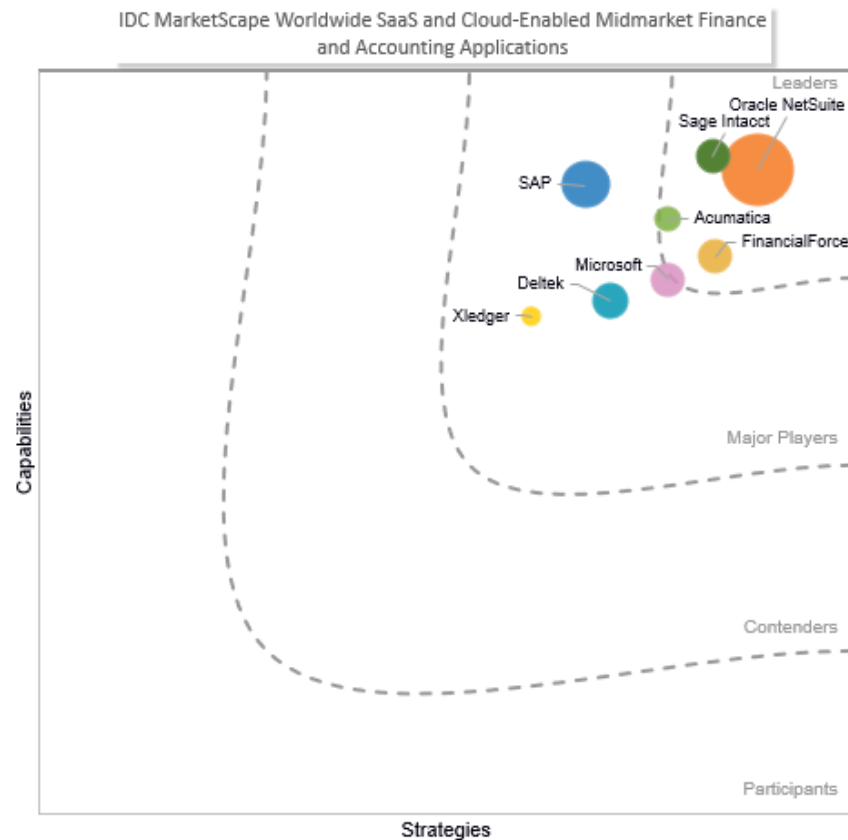 IDC MarketScape Worldwide SaaS and Cloud-Enabled Midmarket Finance
and Accounting Applications
Leaders
Oracle NetSuite
Sage Intacct
SAP
Acumatica
FinancialForce
Microsoft
Deltek
Xledger
Major Players
Capabilities
Contenders
Participants
Strategies